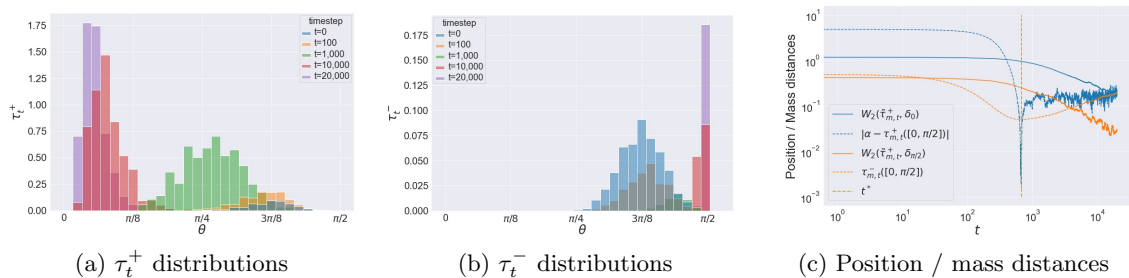 timestep
t=0
t=100
t=1,000
t=10,000
t=20,000
τ_t^+
1.75
1.50
1.25
1.00
0.75
0.50
0.25
0.00
0
π/8
π/4
3π/8
π/2
θ
(a) τ_t^+ distributions
timestep
t=0
t=100
t=1,000
t=10,000
t=20,000
τ_t^-
0.175
0.150
0.125
0.100
0.075
0.050
0.025
0.000
0
π/8
π/4
3π/8
π/2
θ
(b) τ_t^- distributions
Position / Mass distances
10^1
10^0
10^-1
10^-2
10^-3
W_2(τ̄_{m,t}^+, δ_0)
|α − τ_{m,t}^+([0, π/2])|
W_2(τ̄_{m,t}^+, δ_{π/2})
τ_{m,t}^-([0, π/2])
t*
10^0
10^1
10^2
10^3
10^4
t
(c) Position / mass distances